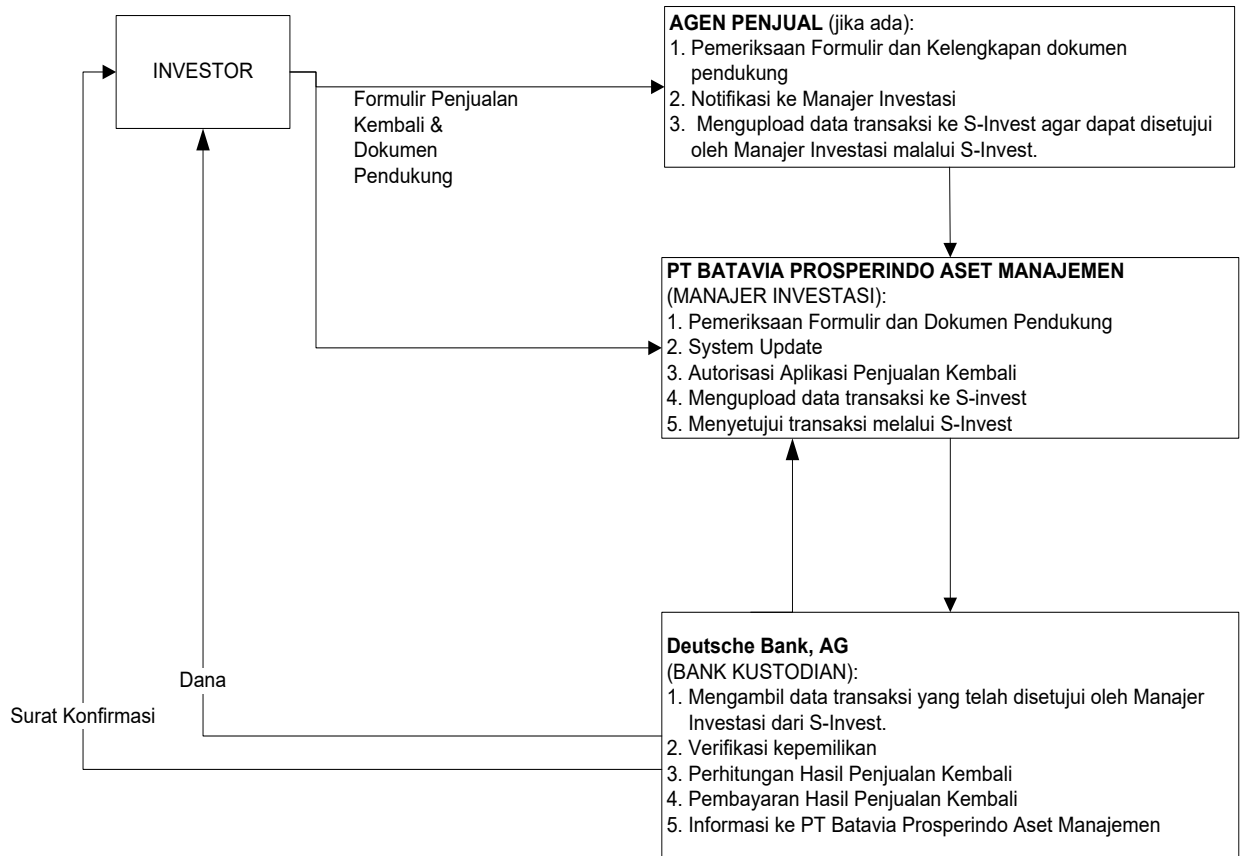 INVESTOR
Formulir Penjualan
Kembali &
Dokumen
Pendukung
AGEN PENJUAL (jika ada):
1. Pemeriksaan Formulir dan Kelengkapan dokumen
pendukung
2. Notifikasi ke Manajer Investasi
3. Mengupload data transaksi ke S-Invest agar dapat disetujui
oleh Manajer Investasi malalui S-Invest.
PT BATAVIA PROSPERINDO ASET MANAJEMEN
(MANAJER INVESTASI):
1. Pemeriksaan Formulir dan Dokumen Pendukung
2. System Update
3. Autorisasi Aplikasi Penjualan Kembali
4. Mengupload data transaksi ke S-invest
5. Menyetujui transaksi melalui S-Invest
Dana
Surat Konfirmasi
Deutsche Bank, AG
(BANK KUSTODIAN):
1. Mengambil data transaksi yang telah disetujui oleh Manajer
Investasi dari S-Invest.
2. Verifikasi kepemilikan
3. Perhitungan Hasil Penjualan Kembali
4. Pembayaran Hasil Penjualan Kembali
5. Informasi ke PT Batavia Prosperindo Aset Manajemen